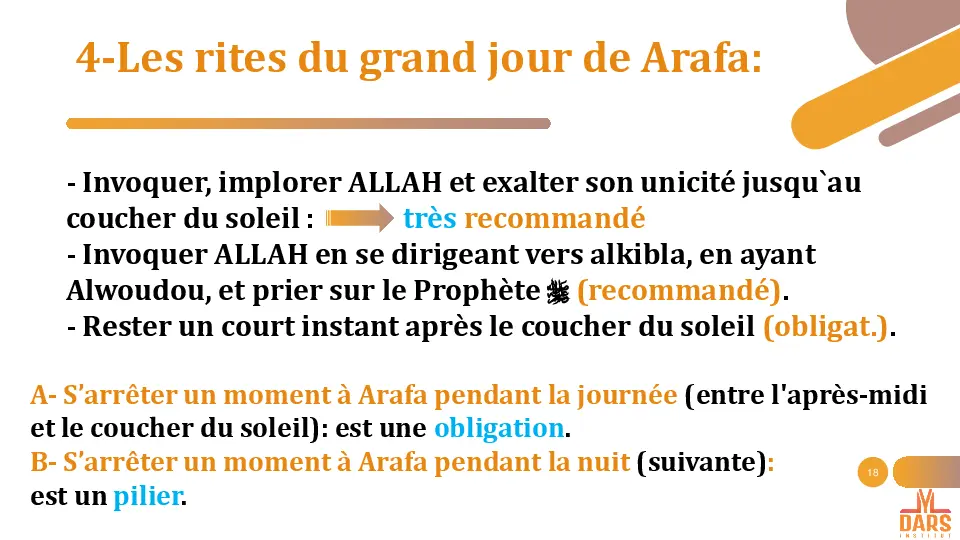 4-Les rites du grand jour de Arafa:
- Invoquer, implorer ALLAH et exalter son unicité jusqu`au
coucher du soleil : très recommandé
- Invoquer ALLAH en se dirigeant vers alkibla, en ayant
Alwoudou, et prier sur le Prophète ﷺ (recommandé).
- Rester un court instant après le coucher du soleil (obligat.).
A- S’arrêter un moment à Arafa pendant la journée (entre l'après-midi
et le coucher du soleil): est une obligation.
B- S’arrêter un moment à Arafa pendant la nuit (suivante):
est un pilier.
18
DARS
INSTITUT